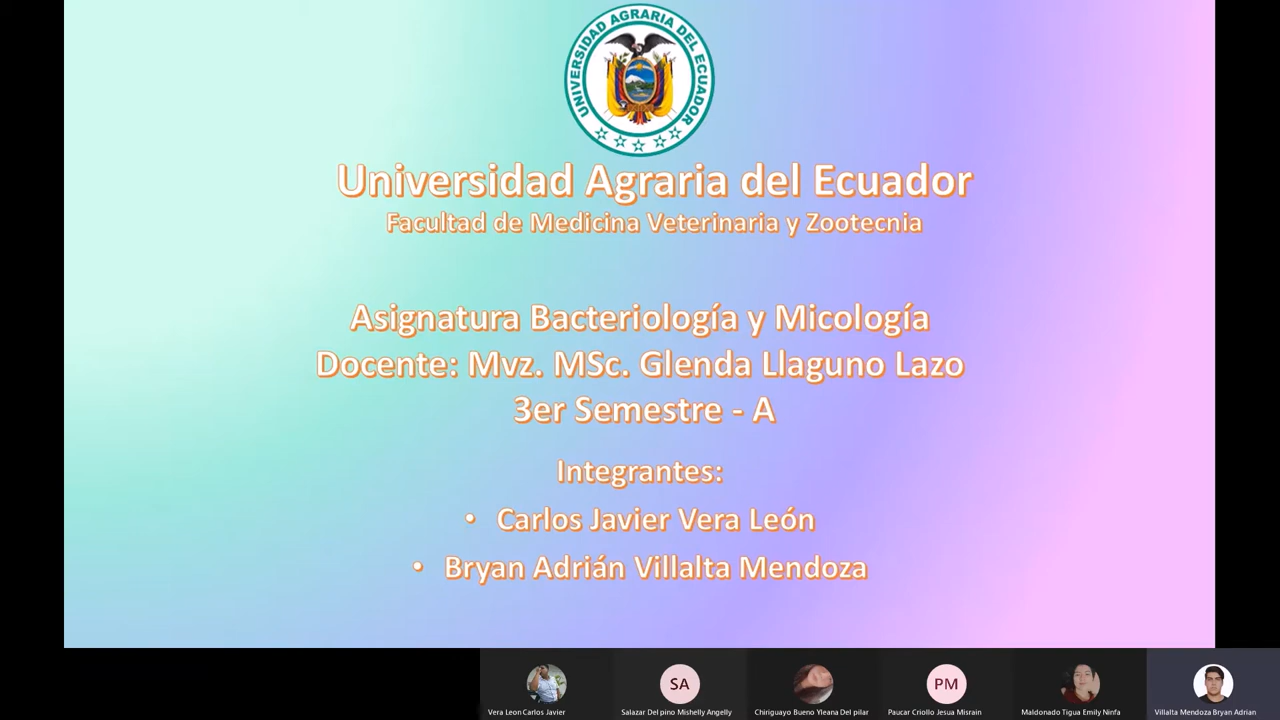 UNIVERSIDAD AGRARIA DEL ECUADOR
Universidad Agraria del Ecuador
Facultad de Medicina Veterinaria y Zootecnia
Asignatura Bacteriología y Micología
Docente: Mvz. MSc. Glenda Llaguno Lazo
3er Semestre - A
Integrantes:
• Carlos Javier Vera León
• Bryan Adrián Villalta Mendoza
SA
PM
Vera Leon Carlos Javier
Salazar Del pino Mishelly Angelly
Chiriguayo Bueno Yleana Del pilar
Paucar Criollo Jesua Misrain
Maldonado Tigua Emily Ninfa
Villalta Mendoza Bryan Adrian